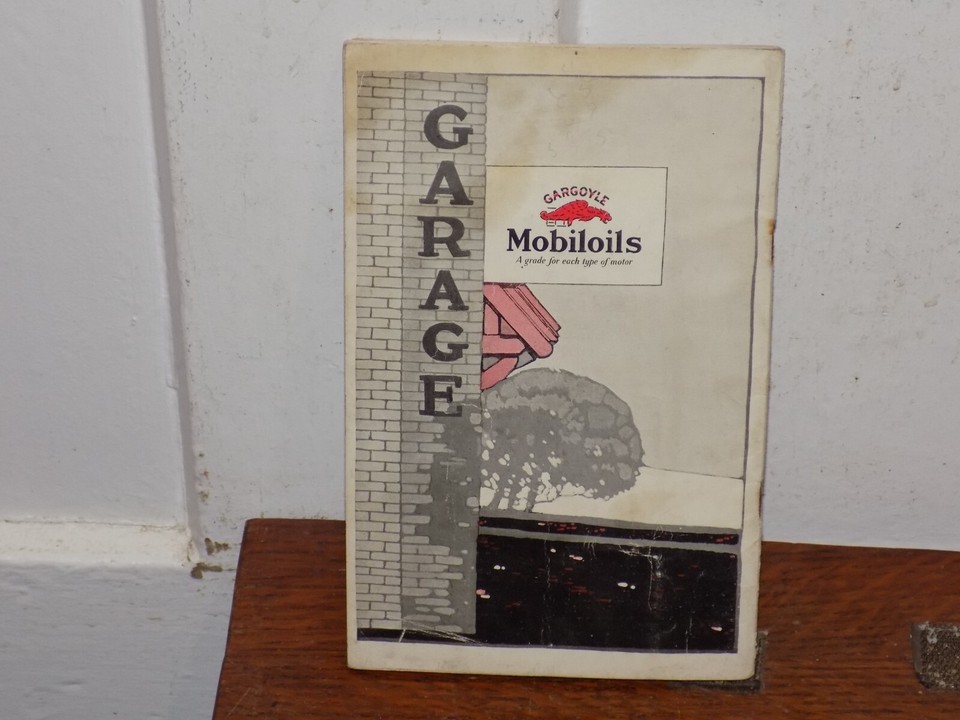 GARAGE
GARGOYLE
Mobiloils
A grade for each type of motor